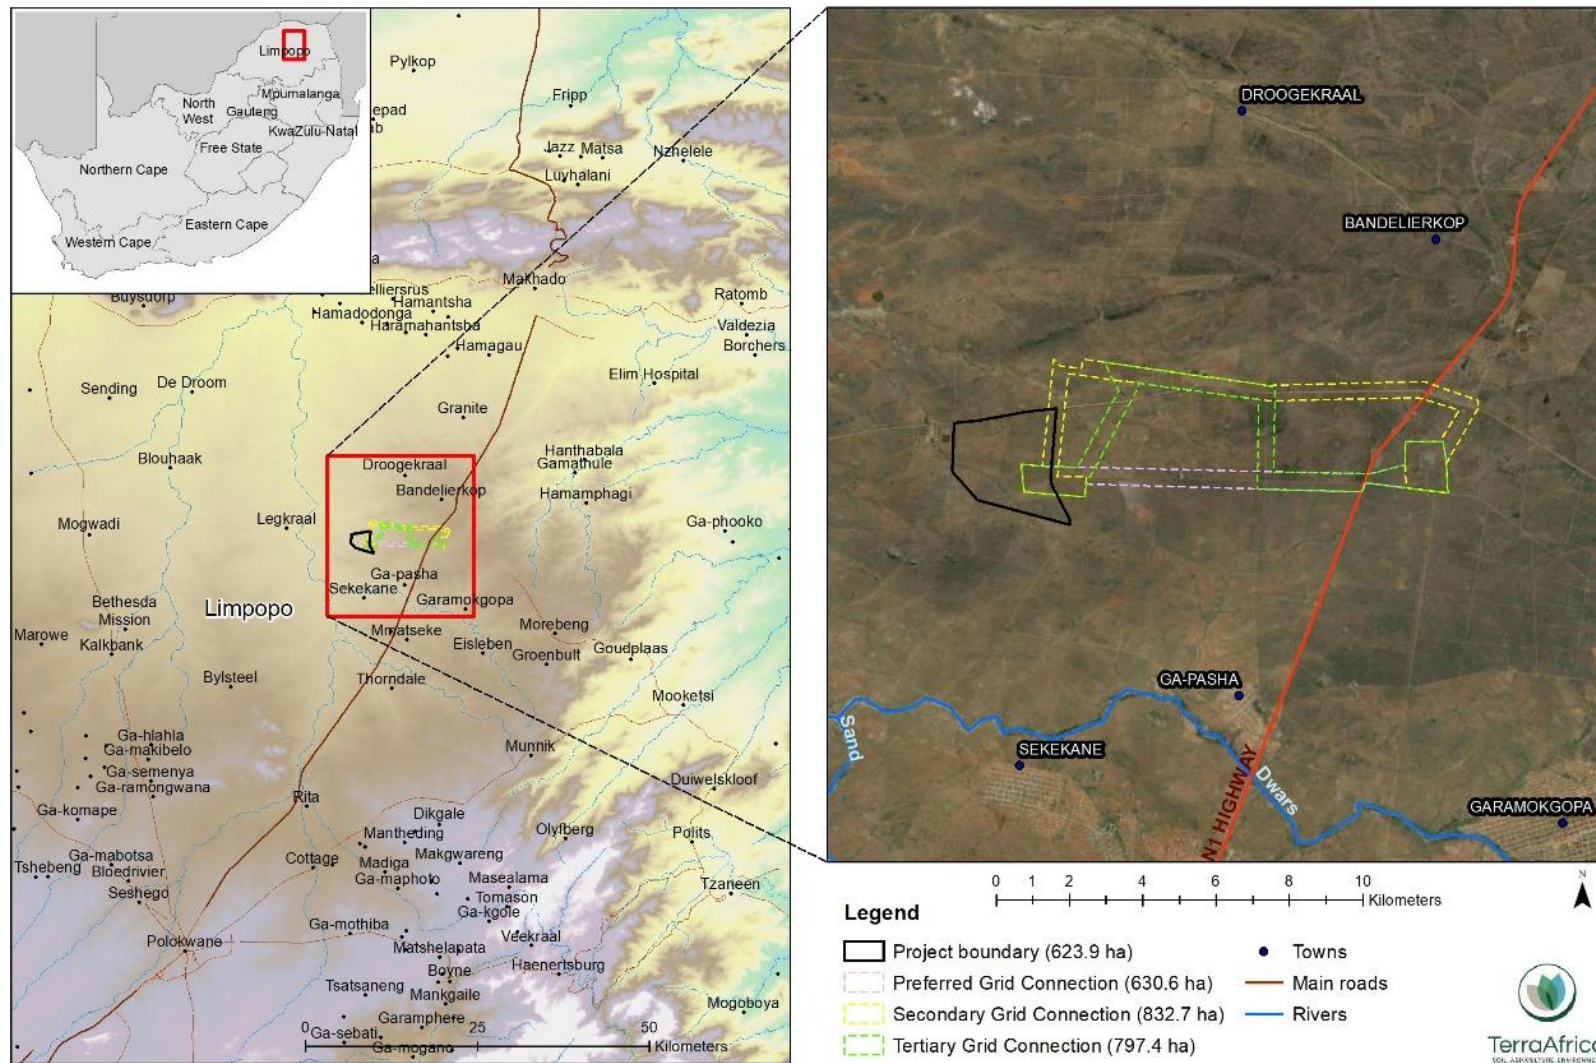 Limpopo
North
West
Gauteng
Mpumalanga
KwaZulu-Natal
Free State
Northern Cape
Eastern Cape
Western Cape
Pylkop
Fripp
epad
ab
Jazz
Matsa
Nzhelele
Luvhalani
a
Makhado
Buysdorp
elliersrus
Hamantsha
Ratomb
Hamadodonga
Haramahantsha
Valdezia
Borchers
Hamagau
Elim Hospital
De Droom
Sending
Granite
Hanthabala
Gamathule
Blouhaak
Droogekraal
Bandelierkop
Hamamphagi
Mogwadi
Legkraal
Ga-phooko
Ga-pasha
Sekekane
Garamokgopa
Bethesda
Mission
Limpopo
Marowe
Kalkbank
Mmatseke
Eisleben
Morebeng
Groenbult
Goudplaas
Bylsteel
Thorndale
Mooketsi
Ga-hlahla
Ga-makibelo
Munnik
Ga-semenya
Ga-ramongwana
Duiwelskloof
Ga-komape
Rita
Dikgale
Mantheding
Olyfberg
Polits
Ga-mabotsa
Tshebeng
Bloedrivier
Cottage
Madiga
Makgwareng
Seshego
Ga-mapholo
Masealama
Tomason
Tzaneen
Ga-kgole
Ga-mothiba
Polokwane
Matshelapata
Veekraal
Boyne
Haenertsburg
Tsatsaneng
Mankgaile
Mogoboya
Garamphere
Ga-sebati
Ga-mogano
0 25 50
Kilometers
DROOGEKRAAL
BANDELIERKOP
GA-PASHA
Sand
SEKEKANE
Dwars
N1 HIGHWAY
GARAMOKGOPA
0 1 2 4 6 8 10
Kilometers
N
Legend
Project boundary (623.9 ha)
Preferred Grid Connection (630.6 ha)
Secondary Grid Connection (832.7 ha)
Tertiary Grid Connection (797.4 ha)
Towns
Main roads
Rivers
TerraAfrica
SOIL, AGRICULTURE, ENVIRONMENT